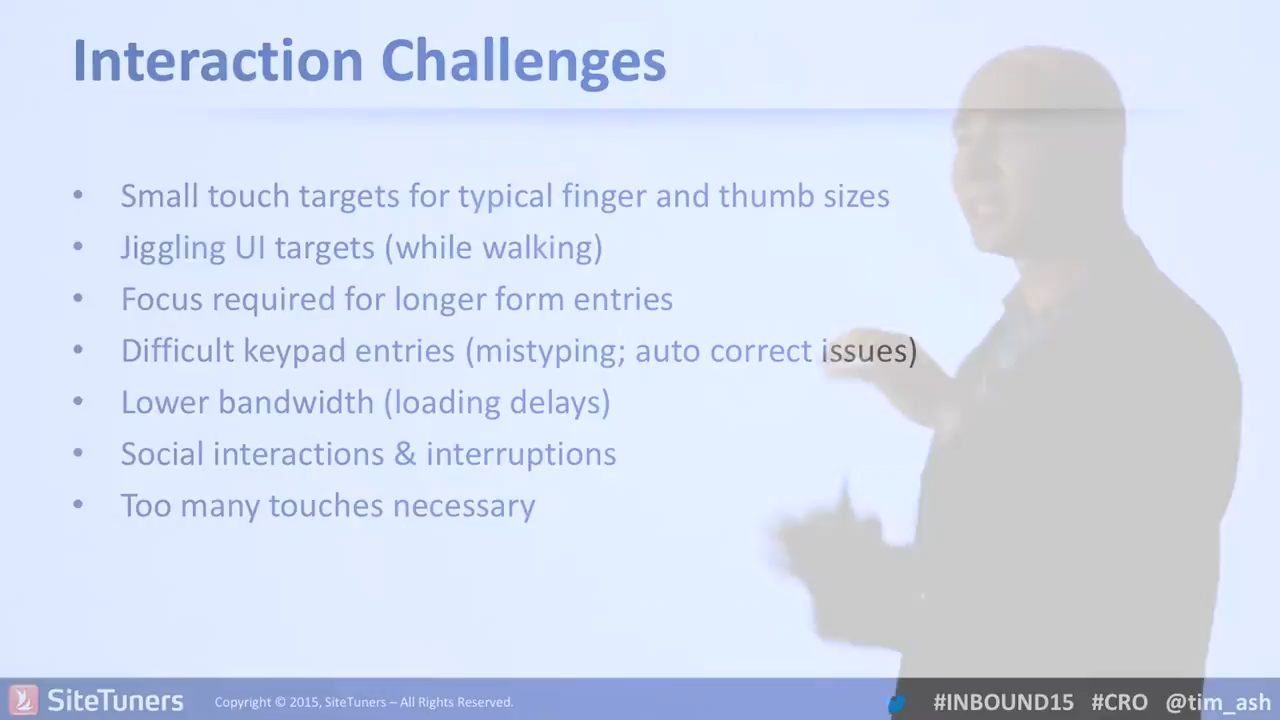 Interaction Challenges
• Small touch targets for typical finger and thumb sizes
• Jiggling UI targets (while walking)
• Focus required for longer form entries
• Difficult keypad entries (mistyping; auto correct issues)
• Lower bandwidth (loading delays)
• Social interactions & interruptions
• Too many touches necessary
SiteTuners Copyright © 2015, SiteTuners – All Rights Reserved. #INBOUND15 #CRO @tim_ash